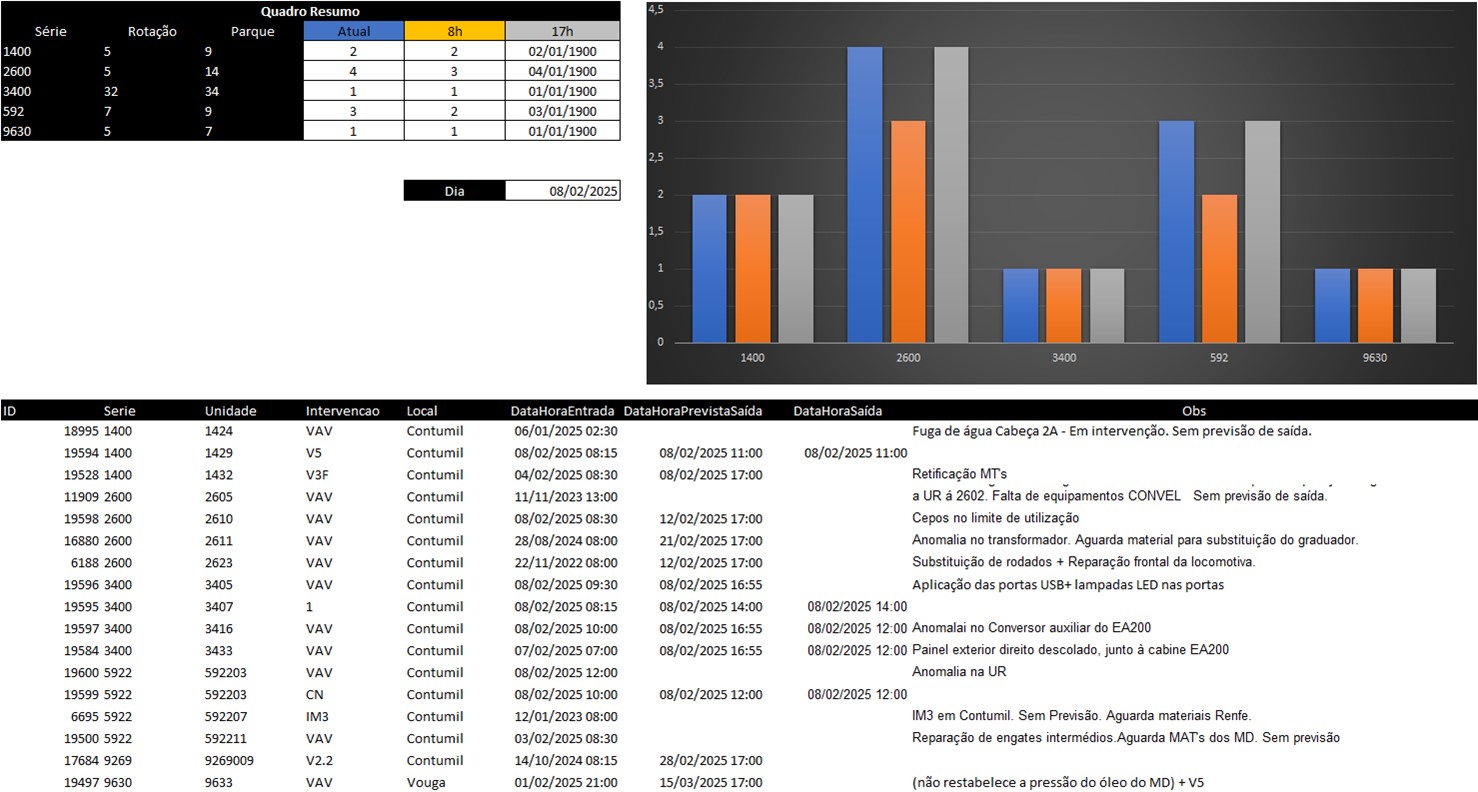 Quadro Resumo
Série Rotação Parque Atual 8h 17h
1400 5 9 2 2 02/01/1900
2600 5 14 4 3 04/01/1900
3400 32 34 1 1 01/01/1900
592 7 9 3 2 03/01/1900
9630 5 7 1 1 01/01/1900
Dia 08/02/2025
4,5
4
3,5
3
2,5
2
1,5
1
0,5
0
1400 2600 3400 592 9630
ID Serie Unidade Intervencao Local DataHoraEntrada DataHoraPrevistaSaída DataHoraSaída Obs
18995 1400 1424 VAV Contumil 06/01/2025 02:30 Fuga de água Cabeça 2A - Em intervenção. Sem previsão de saída.
19594 1400 1429 V5 Contumil 08/02/2025 08:15 08/02/2025 11:00 08/02/2025 11:00
19528 1400 1432 V3F Contumil 04/02/2025 08:30 08/02/2025 17:00 Retificação MT's
11909 2600 2605 VAV Contumil 11/11/2023 13:00 a UR á 2602. Falta de equipamentos CONVEL Sem previsão de saída.
19598 2600 2610 VAV Contumil 08/02/2025 08:30 12/02/2025 17:00 Cepos no limite de utilização
16880 2600 2611 VAV Contumil 28/08/2024 08:00 21/02/2025 17:00 Anomalia no transformador. Aguarda material para substituição do graduador.
6188 2600 2623 VAV Contumil 22/11/2022 08:00 12/02/2025 17:00 Substituição de rodados + Reparação frontal da locomotiva.
19596 3400 3405 VAV Contumil 08/02/2025 09:30 08/02/2025 16:55 Aplicação das portas USB+ lampadas LED nas portas
19595 3400 3407 1 Contumil 08/02/2025 08:15 08/02/2025 14:00 08/02/2025 14:00
19597 3400 3416 VAV Contumil 08/02/2025 10:00 08/02/2025 16:55 08/02/2025 12:00 Anomalai no Conversor auxiliar do EA200
19584 3400 3433 VAV Contumil 07/02/2025 07:00 08/02/2025 16:55 08/02/2025 12:00 Painel exterior direito descolado, junto à cabine EA200
19600 5922 592203 VAV Contumil 08/02/2025 12:00 Anomalia na UR
19599 5922 592203 CN Contumil 08/02/2025 10:00 08/02/2025 12:00 08/02/2025 12:00
6695 5922 592207 IM3 Contumil 12/01/2023 08:00 IM3 em Contumil. Sem Previsão. Aguarda materiais Renfe.
19500 5922 592211 VAV Contumil 03/02/2025 08:30 Reparação de engates intermédios.Aguarda MAT's dos MD. Sem previsão
17684 9269 9269009 V2.2 Contumil 14/10/2024 08:15 28/02/2025 17:00
19497 9630 9633 VAV Vouga 01/02/2025 21:00 15/03/2025 17:00 (não restabelece a pressão do óleo do MD) + V5